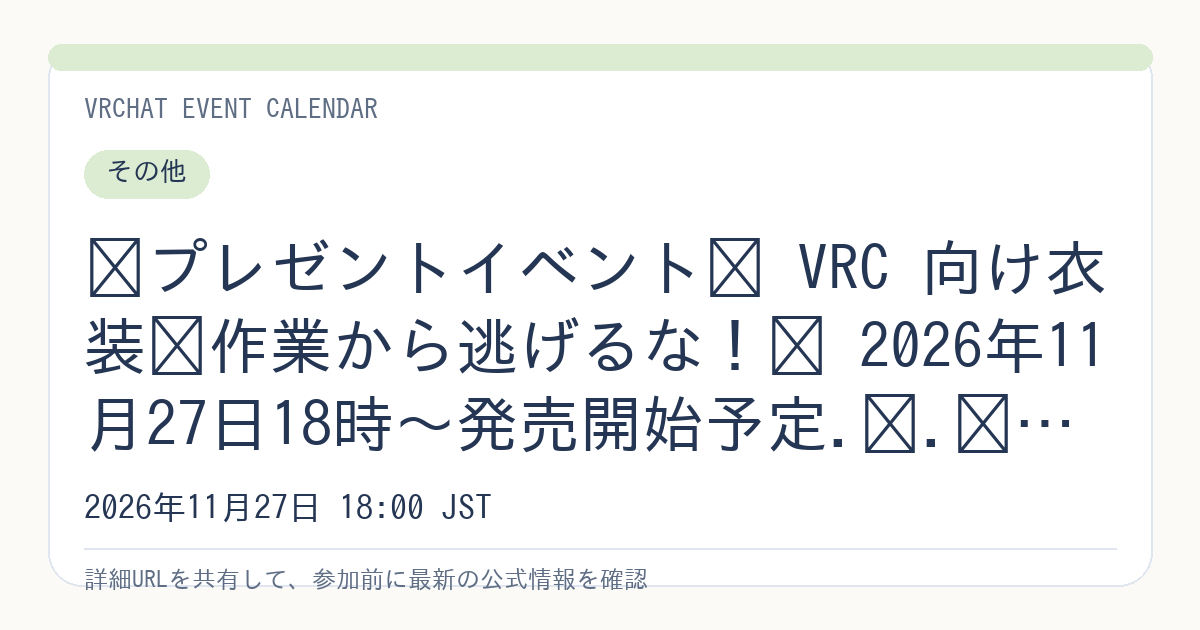 VRCHAT EVENT CALENDAR
その他
プレゼントイベント VRC 向け衣
装作業から逃げるな！ 2026年11
月27日18時～発売開始予定..…
2026年11月27日 18:00 JST
詳細URLを共有して、参加前に最新の公式情報を確認